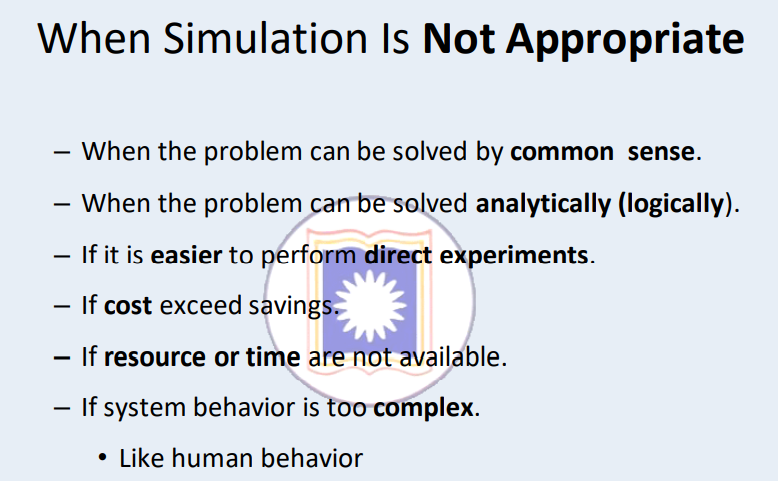 When Simulation Is Not Appropriate
– When the problem can be solved by common sense.
– When the problem can be solved analytically (logically).
– If it is easier to perform direct experiments.
– If cost exceed savings.
– If resource or time are not available.
– If system behavior is too complex.
• Like human behavior